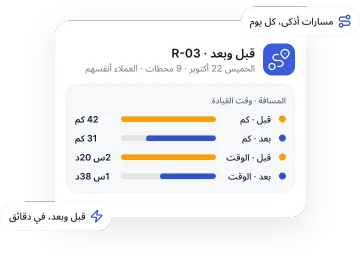 مسارات أذكى، كل يوم
قبل وبعد · R-03
الخميس 22 أكتوبر · 9 محطات · العملاء أنفسهم
المسافة · وقت القيادة
قبل · كم 42 كم
بعد · كم 31 كم
قبل · الوقت 2س 20د
بعد · الوقت 1س 38د
قبل وبعد، في دقائق